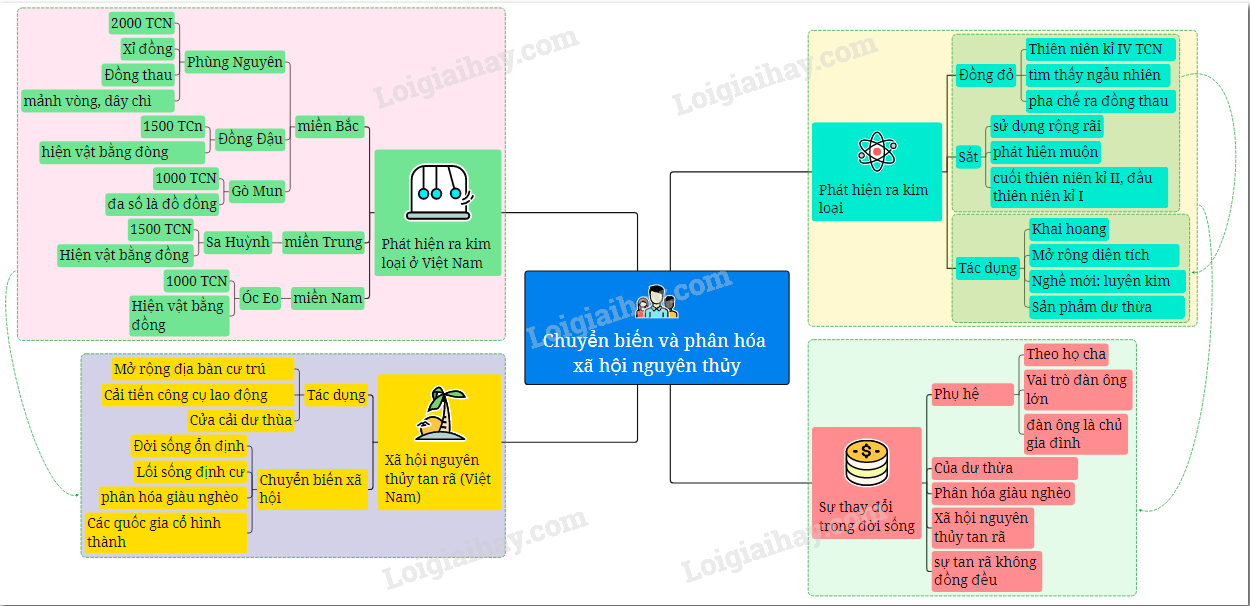 Chuyển biến và phân hóa
xã hội nguyên thủy
Phát hiện ra kim
loại
Đồng đỏ
Thiên niên kỉ IV TCN
tìm thấy ngẫu nhiên
pha chế ra đồng thau
Sắt
sử dụng rộng rãi
phát hiện muộn
cuối thiên niên kỉ II, đầu
thiên niên kỉ I
Tác dụng
Khai hoang
Mở rộng diện tích
Nghề mới: luyện kim
Sản phẩm dư thừa
Sự thay đổi
trong đời sống
Phụ hệ
Theo họ cha
Vai trò đàn ông
lớn
đàn ông là chủ
gia đình
Của dư thừa
Phân hóa giàu nghèo
Xã hội nguyên
thủy tan rã
sự tan rã không
đồng đều
Phát hiện ra kim
loại ở Việt Nam
miền Bắc
Phùng Nguyên
2000 TCN
Xỉ đồng
Đồng thau
mảnh vòng, dây chì
Đồng Đậu
1500 TCn
hiện vật bằng đòng
Gò Mun
1000 TCN
đa số là đồ đồng
miền Trung
Sa Huỳnh
1500 TCN
Hiện vật bằng đồng
miền Nam
Óc Eo
1000 TCN
Hiện vật bằng
đồng
Xã hội nguyên
thủy tan rã (Việt
Nam)
Tác dụng
Mở rộng địa bàn cư trú
Cải tiến công cụ lao động
Cửa cải dư thùa
Chuyển biến xã
hội
Đời sống ổn định
Lối sống định cư
phân hóa giàu nghèo
Các quốc gia cổ hình
thành
Loigiaihay.com
Loigiaihay.com
Loigiaihay.com
Loigiaihay.com
Loigiaihay.com